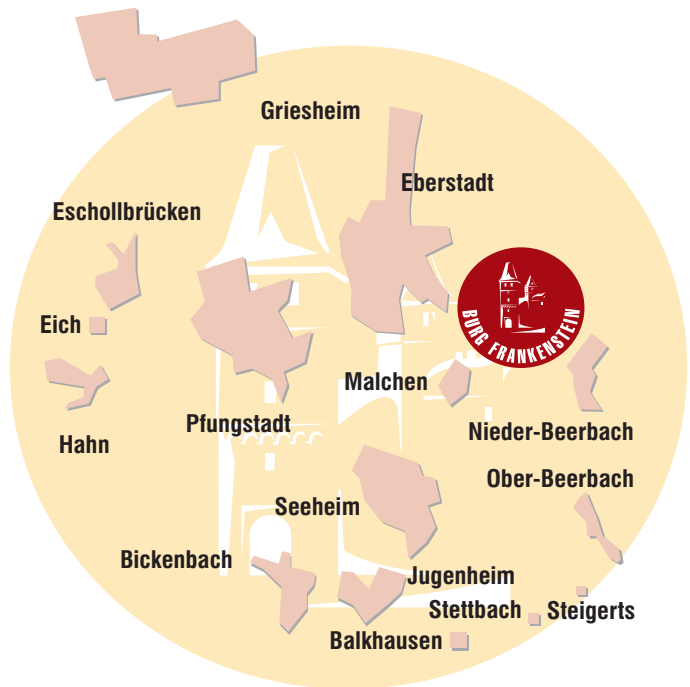 Griesheim
Eberstadt
Eschollbrücken
BURG FRANKENSTEIN
Eich
Malchen
Pfungstadt
Nieder-Beerbach
Hahn
Ober-Beerbach
Seeheim
Bickenbach
Jugenheim
Stettbach
Steigerts
Balkhausen